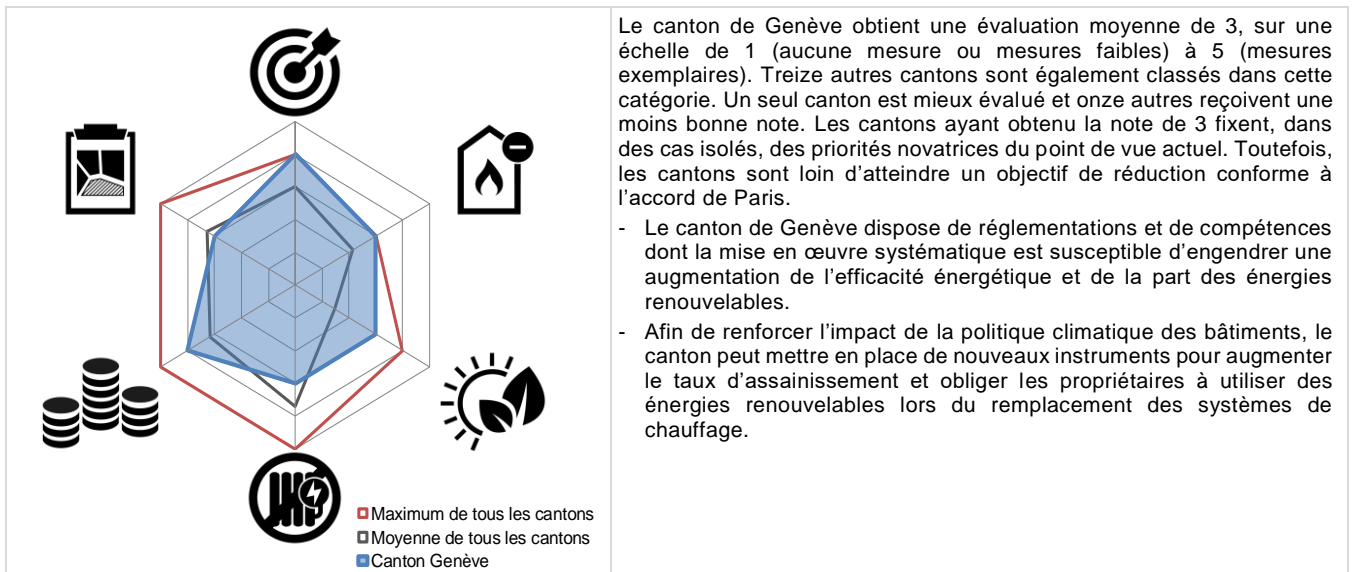 Le canton de Genève obtient une évaluation moyenne de 3, sur une
échelle de 1 (aucune mesure ou mesures faibles) à 5 (mesures
exemplaires). Treize autres cantons sont également classés dans cette
catégorie. Un seul canton est mieux évalué et onze autres reçoivent une
moins bonne note. Les cantons ayant obtenu la note de 3 fixent, dans
des cas isolés, des priorités novatrices du point de vue actuel. Toutefois,
les cantons sont loin d'atteindre un objectif de réduction conforme à
l'accord de Paris.
- Le canton de Genève dispose de réglementations et de compétences
dont la mise en œuvre systématique est susceptible d'engendrer une
augmentation de l'efficacité énergétique et de la part des énergies
renouvelables.
- Afin de renforcer l'impact de la politique climatique des bâtiments, le
canton peut mettre en place de nouveaux instruments pour augmenter
le taux d'assainissement et obliger les propriétaires à utiliser des
énergies renouvelables lors du remplacement des systèmes de
chauffage.
Maximum de tous les cantons
Moyenne de tous les cantons
Canton Genève